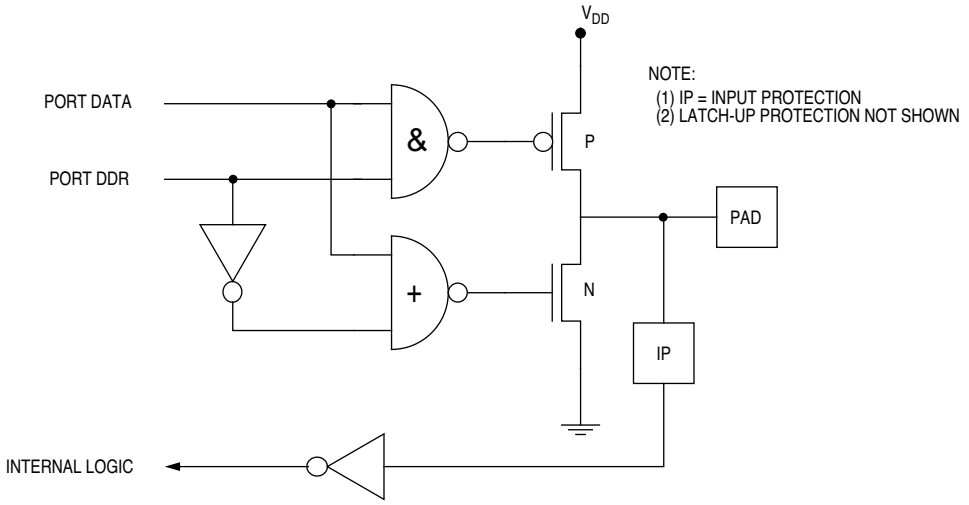 VDD
NOTE:
(1) IP = INPUT PROTECTION
(2) LATCH-UP PROTECTION NOT SHOWN
PORT DATA
&
P
PORT DDR
PAD
+
N
IP
INTERNAL LOGIC